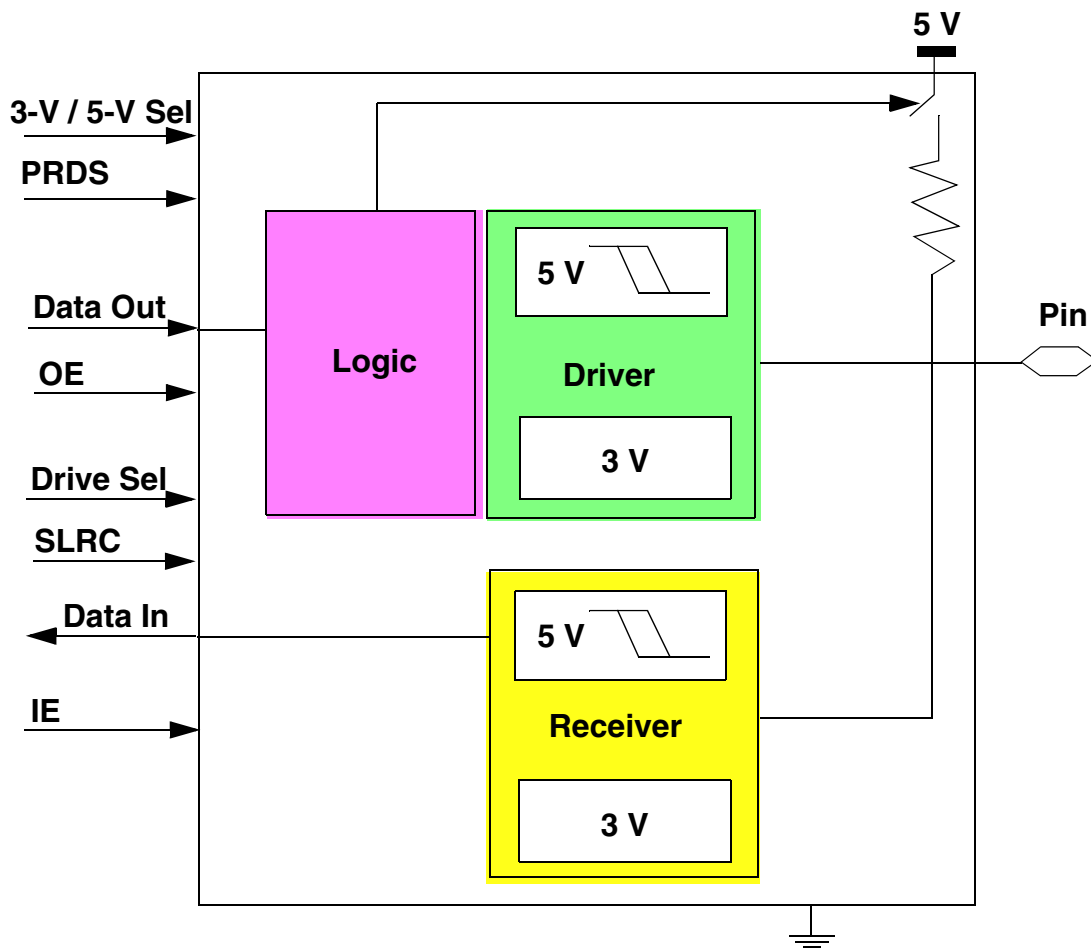 5 V
3-V / 5-V Sel
PRDS
Data Out
OE
Drive Sel
SLRC
Data In
IE
Logic
5 V
Driver
3 V
5 V
Receiver
3 V
Pin